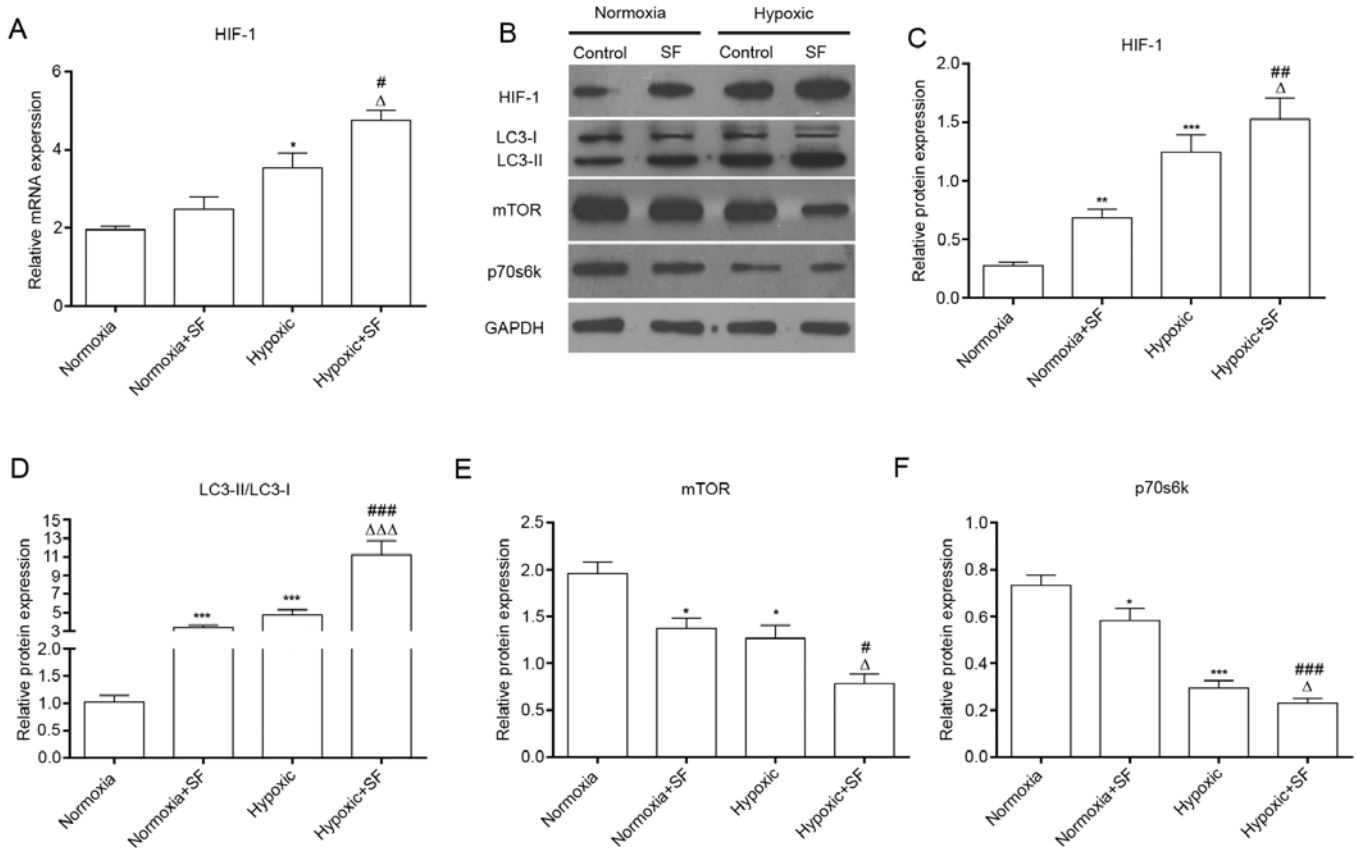 A
HIF-1
Relative mRNA experssion
6
4
2
0
*
#
Δ
Normoxia
Normoxia+SF
Hypoxic
Hypoxic+SF
B
Normoxia
Hypoxic
Control
SF
Control
SF
HIF-1
LC3-I
LC3-II
mTOR
p70s6k
GAPDH
C
HIF-1
Relative protein expression
2.0
1.5
1.0
0.5
0.0
**
***
##
Δ
Normoxia
Normoxia+SF
Hypoxic
Hypoxic+SF
D
LC3-II/LC3-I
Relative protein expression
15
13
11
9
7
5
3
2.0
1.5
1.0
0.5
0.0
***
***
###
ΔΔΔ
Normoxia
Normoxia+SF
Hypoxic
Hypoxic+SF
E
mTOR
Relative protein expression
2.5
2.0
1.5
1.0
0.5
0.0
*
*
#
Δ
Normoxia
Normoxia+SF
Hypoxic
Hypoxic+SF
F
p70s6k
Relative protein expression
0.8
0.6
0.4
0.2
0.0
*
***
###
Δ
Normoxia
Normoxia+SF
Hypoxic
Hypoxic+SF